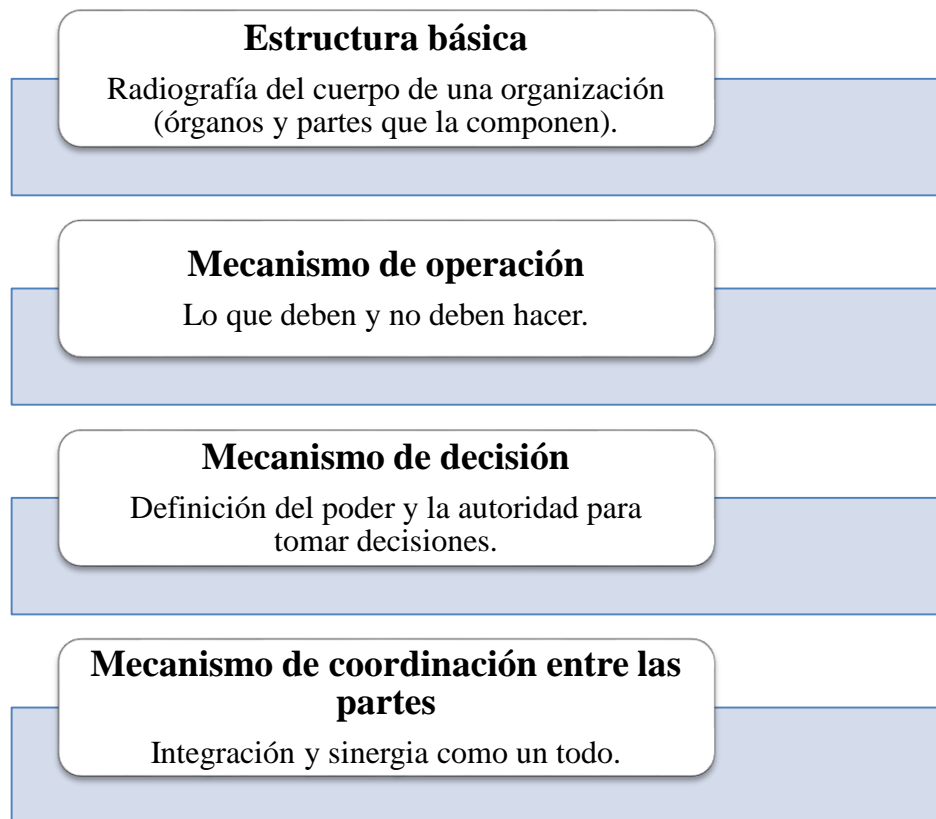 Estructura básica
Radiografía del cuerpo de una organización
(órganos y partes que la componen).
Mecanismo de operación
Lo que deben y no deben hacer.
Mecanismo de decisión
Definición del poder y la autoridad para
tomar decisiones.
Mecanismo de coordinación entre las
partes
Integración y sinergia como un todo.